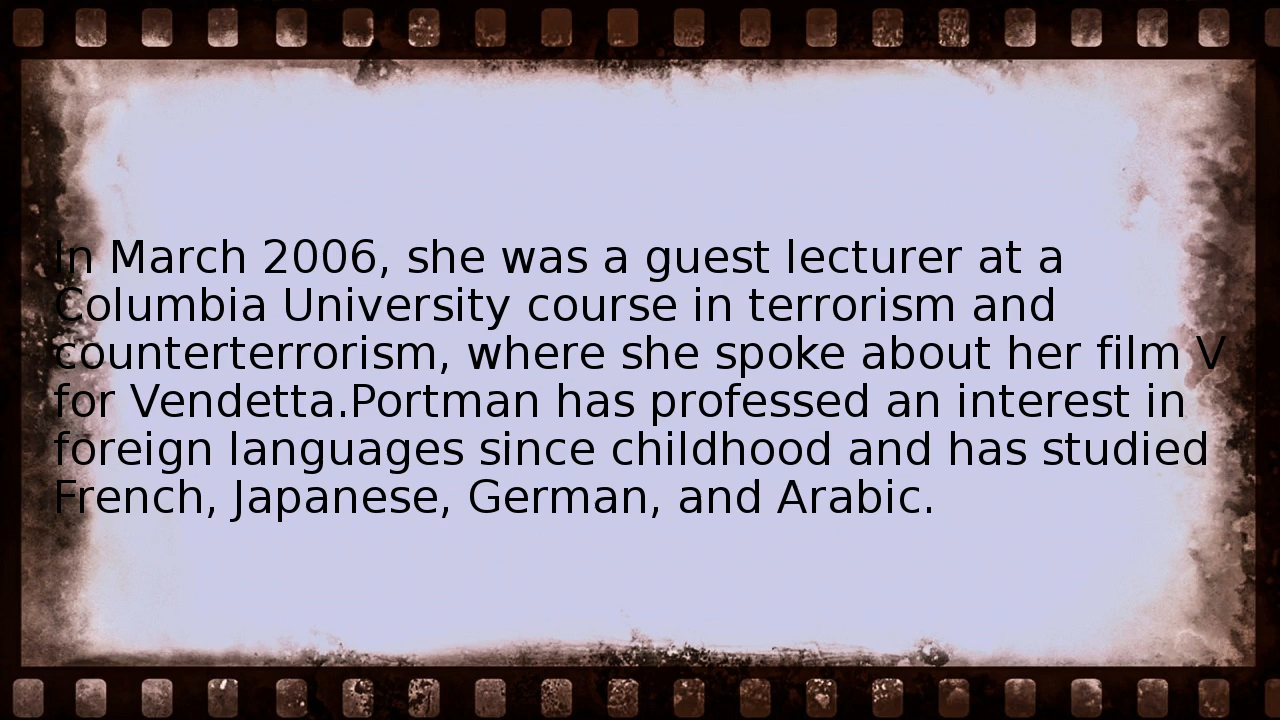 In March 2006, she was a guest lecturer at a
Columbia University course in terrorism and
counterterrorism, where she spoke about her film V
for Vendetta.Portman has professed an interest in
foreign languages since childhood and has studied
French, Japanese, German, and Arabic.